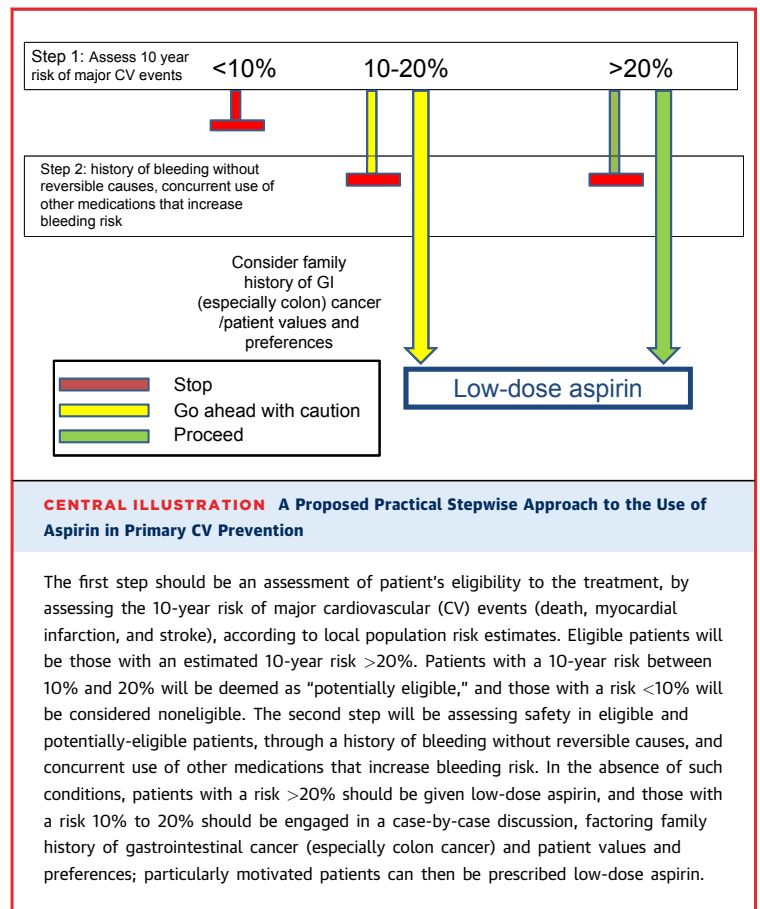 Step 1: Assess 10 year
risk of major CV events
<10%
10-20%
>20%
Step 2: history of bleeding without
reversible causes, concurrent use of
other medications that increase
bleeding risk
Consider family
history of GI
(especially colon) cancer
/patient values and
preferences
Stop
Go ahead with caution
Proceed
Low-dose aspirin
CENTRAL ILLUSTRATION A Proposed Practical Stepwise Approach to the Use of
Aspirin in Primary CV Prevention
The first step should be an assessment of patient's eligibility to the treatment, by
assessing the 10-year risk of major cardiovascular (CV) events (death, myocardial
infarction, and stroke), according to local population risk estimates. Eligible patients will
be those with an estimated 10-year risk >20%. Patients with a 10-year risk between
10% and 20% will be deemed as “potentially eligible,” and those with a risk <10% will
be considered noneligible. The second step will be assessing safety in eligible and
potentially-eligible patients, through a history of bleeding without reversible causes, and
concurrent use of other medications that increase bleeding risk. In the absence of such
conditions, patients with a risk >20% should be given low-dose aspirin, and those with
a risk 10% to 20% should be engaged in a case-by-case discussion, factoring family
history of gastrointestinal cancer (especially colon cancer) and patient values and
preferences; particularly motivated patients can then be prescribed low-dose aspirin.